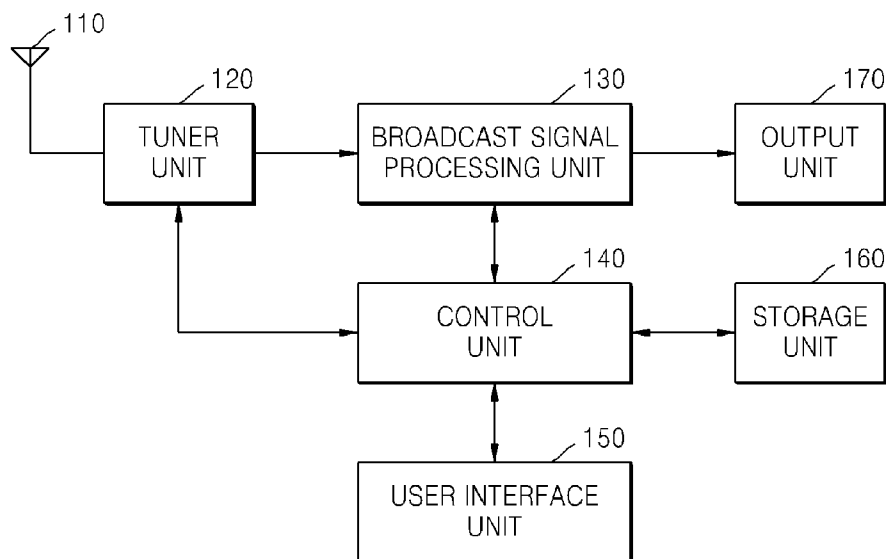 110
120
TUNER
UNIT
130
BROADCAST SIGNAL
PROCESSING UNIT
170
OUTPUT
UNIT
140
CONTROL
UNIT
160
STORAGE
UNIT
150
USER INTERFACE
UNIT